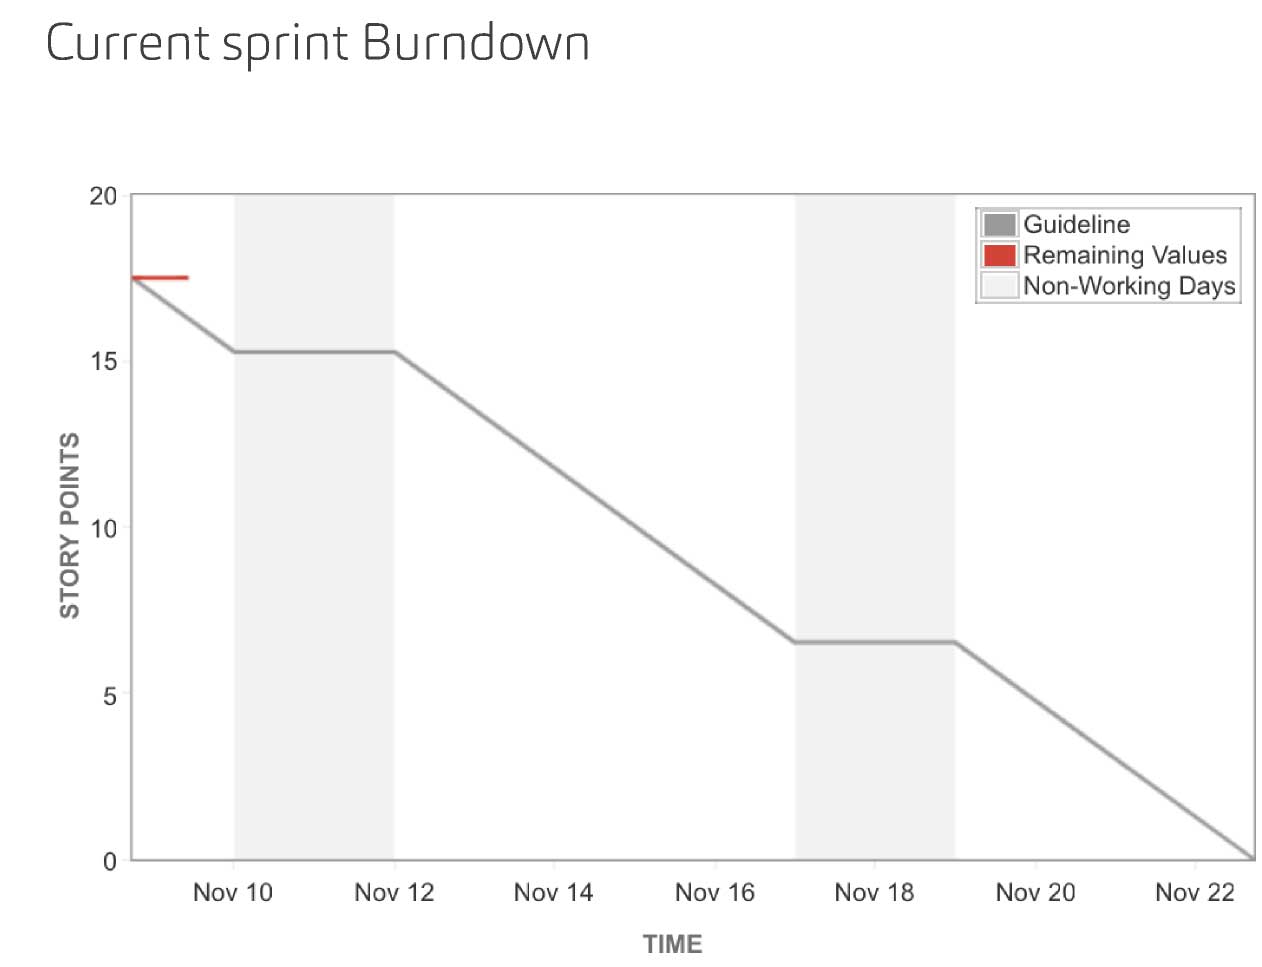 Current sprint Burndown
20
Guideline
Remaining Values
Non-Working Days
15
10
5
0
STORY POINTS
Nov 10
Nov 12
Nov 14
Nov 16
Nov 18
Nov 20
Nov 22
TIME